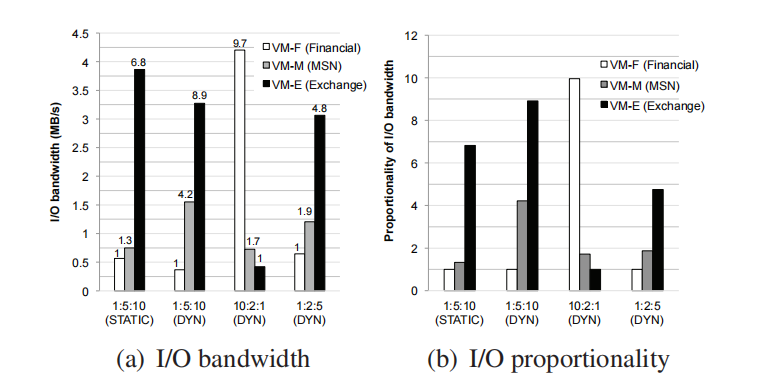 4.5
4
3.5
3
2.5
2
1.5
1
0.5
0
I/O bandwidth (MB/s)
VM-F (Financial)
VM-M (MSN)
VM-E (Exchange)
1
1.3
6.8
1
4.2
8.9
9.7
1.7
1
1
1.9
4.8
1:5:10
(STATIC)
1:5:10
(DYN)
10:2:1
(DYN)
1:2:5
(DYN)
(a) I/O bandwidth
12
10
8
6
4
2
0
Proportionality of I/O bandwidth
VM-F (Financial)
VM-M (MSN)
VM-E (Exchange)
1:5:10
(STATIC)
1:5:10
(DYN)
10:2:1
(DYN)
1:2:5
(DYN)
(b) I/O proportionality